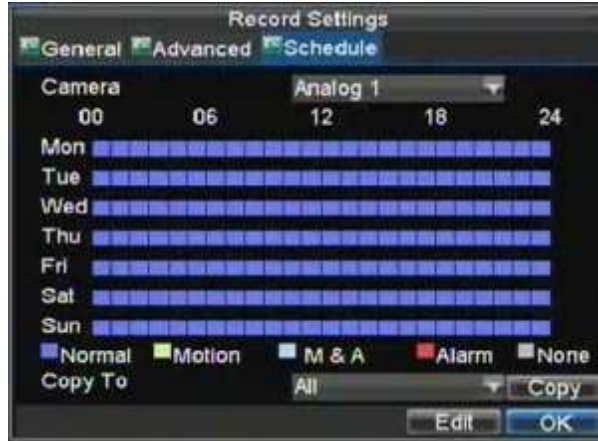 Record Settings
General Advanced Schedule
Camera Analog 1
00 06 12 18 24
Mon
Tue
Wed
Thu
Fri
Sat
Sun
Normal Motion M & A Alarm None
Copy To All Copy
Edit OK